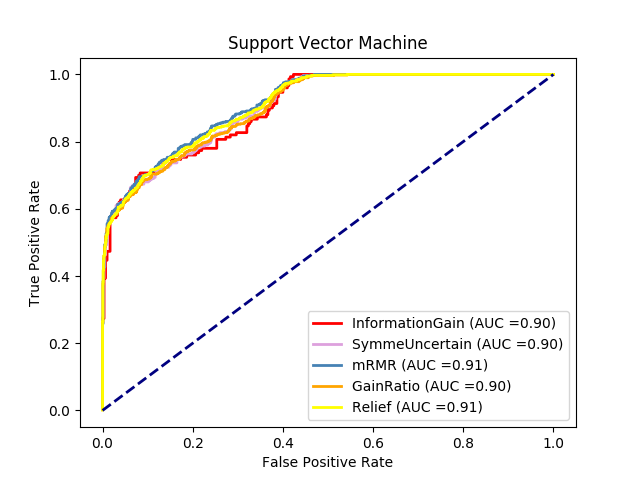 Support Vector Machine
True Positive Rate
1.0
0.8
0.6
0.4
0.2
0.0
InformationGain (AUC =0.90)
SymmeUncertain (AUC =0.90)
mRMR (AUC =0.91)
GainRatio (AUC =0.90)
Relief (AUC =0.91)
0.0 0.2 0.4 0.6 0.8 1.0
False Positive Rate